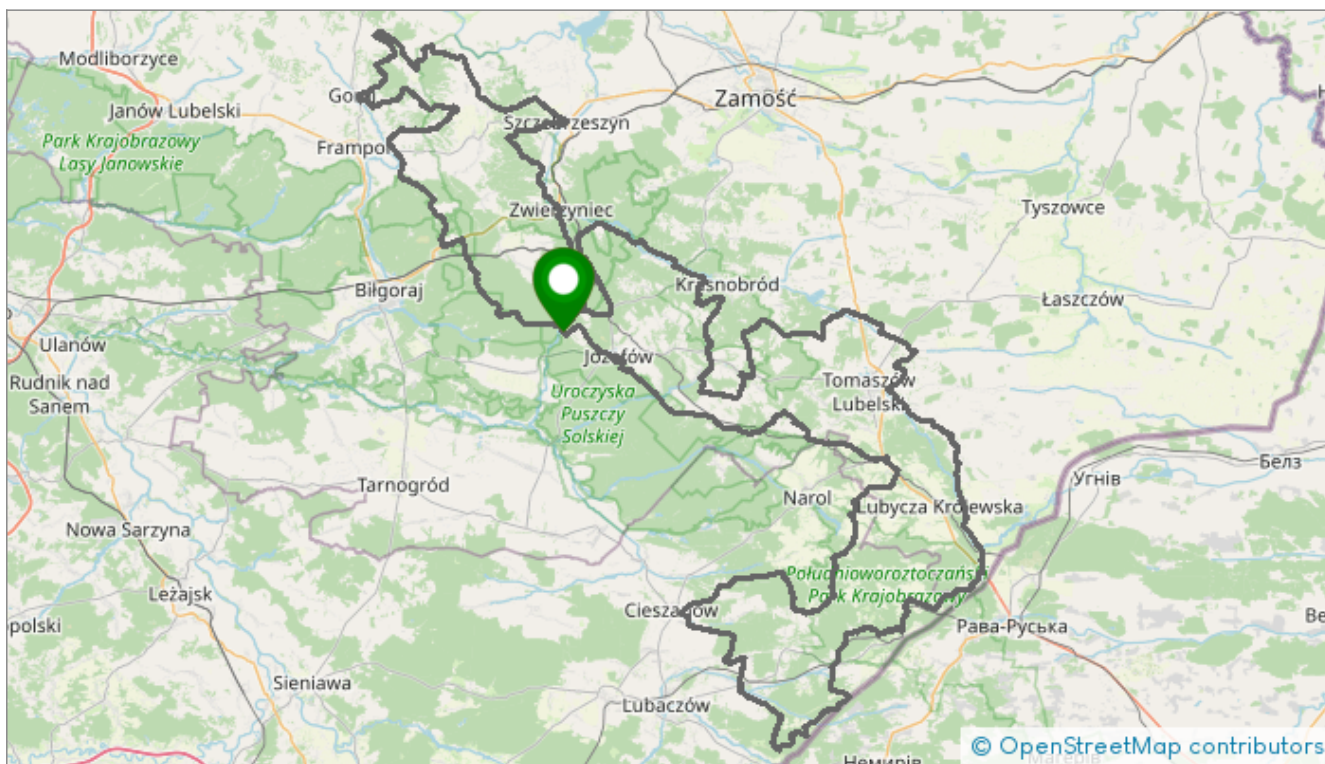 Modliborzyce
Zamość
Janów Lubelski
Szczebrzeszyn
Park Krajobrazowy
Lasy Janowskie
Frampol
Zwierzyniec
Tyszowce
Krasnobród
Biłgoraj
Łaszczów
Ulanów
Józefów
Rudnik nad
Sanem
Tomaszów
Lubelski
Uroczyska
Puszczy
Solskiej
Белз
Угнів
Tarnogród
Narol
Lubycza Królewska
Nowa Sarzyna
Południoworoztoczański
Park Krajobrazowy
Leżajsk
Cieszanów
opolski
Рава-Руська
Sieniawa
Lubaczów
© OpenStreetMap contributors